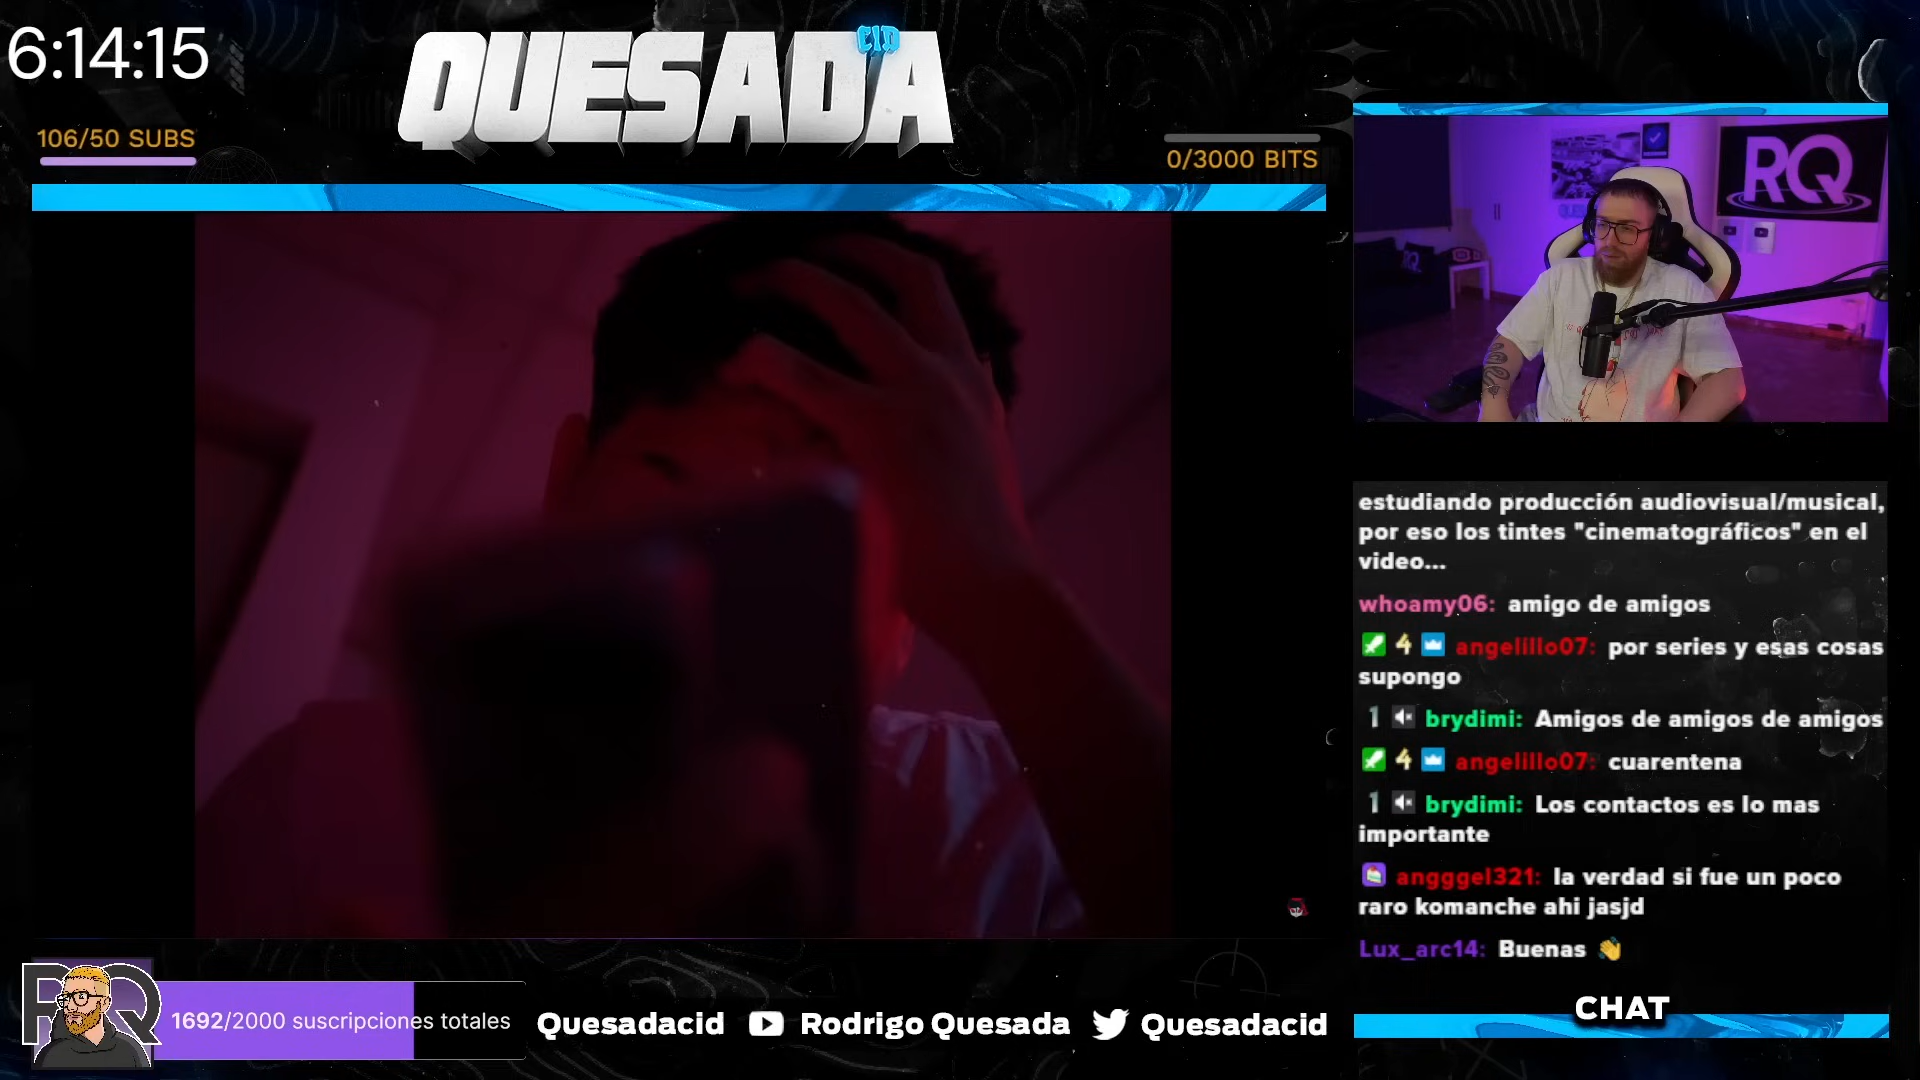 6:14:15
QUESADA
CID
106/50 SUBS
0/3000 BITS
RQ
RQ
estudiando producción audiovisual/musical,
por eso los tintes "cinematográficos" en el
video...
whoamy06: amigo de amigos
4 angelillo07: por series y esas cosas
supongo
1 brydimi: Amigos de amigos de amigos
4 angelillo07: cuarentena
1 brydimi: Los contactos es lo mas
importante
angggel321: la verdad si fue un poco
raro komanche ahi jasjd
Lux_arc14: Buenas 👋
CHAT
RQ
1692/2000 suscripciones totales
Quesadacid
Rodrigo Quesada
Quesadacid